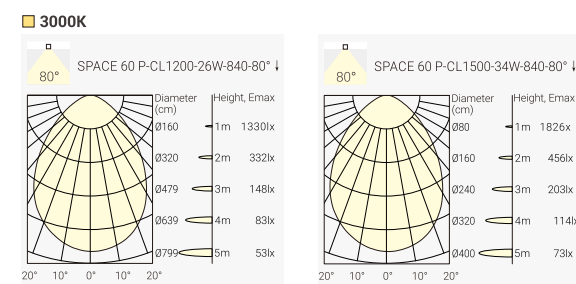 3000K
80° SPACE 60 P-CL1200-26W-840-80° ↓
Diameter (cm) Height, Emax
Ø160 1m 1330lx
Ø320 2m 332lx
Ø479 3m 148lx
Ø639 4m 83lx
Ø799 5m 53lx
20° 10° 0° 10° 20°
80° SPACE 60 P-CL1500-34W-840-80° ↓
Diameter (cm) Height, Emax
Ø80 1m 1826x
Ø160 2m 456lx
Ø240 3m 203lx
Ø320 4m 114lx
Ø400 5m 73lx
20° 10° 0° 10° 20°